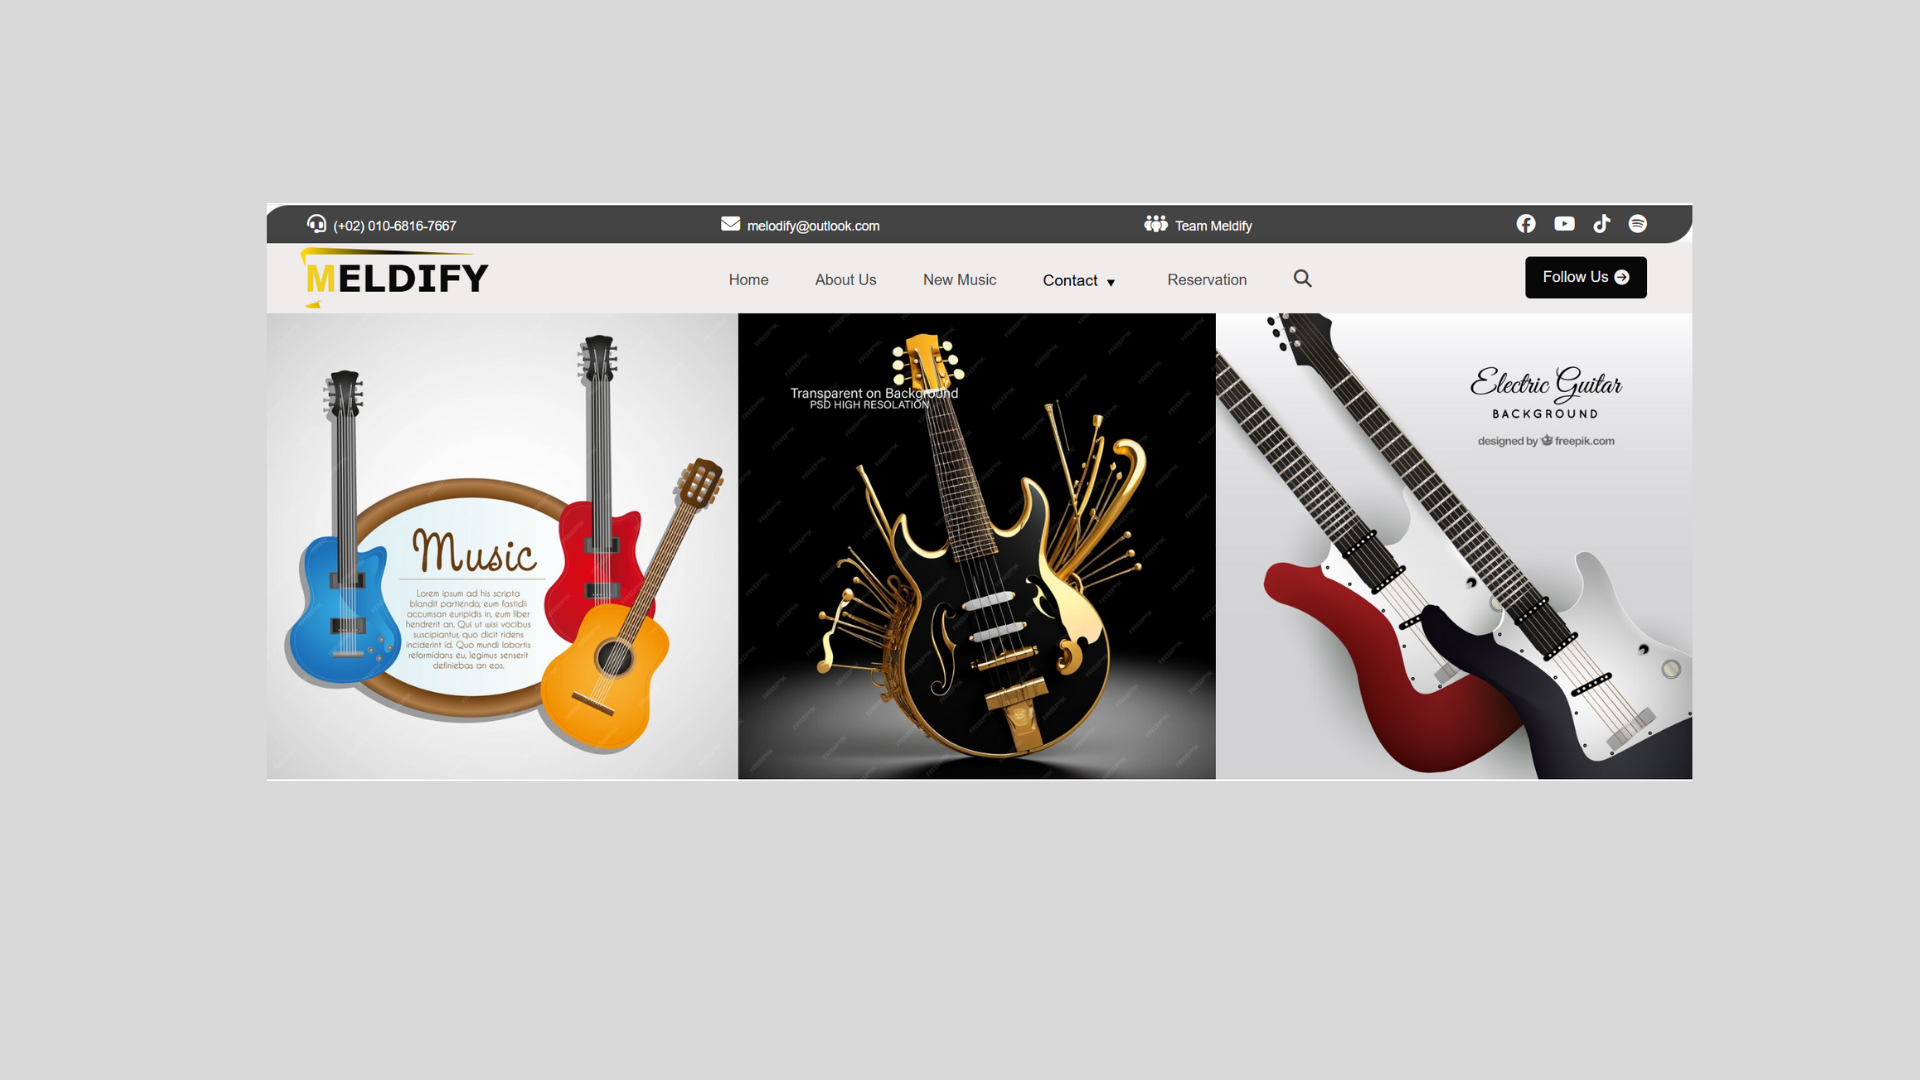 (+02) 010-6816-7667
melodify@outlook.com
Team Meldify
MELDIFY
Home
About Us
New Music
Contact ▼
Reservation
Follow Us
Music
Lorem ipsum ad his scripta
blandit partiendo, eum fastidii
accumsan euripidis in, eum liber
hendrerit an. Qui ut wisi vocibus
suscipiantur, quo dicit ridens
inciderint id. Quo mundi lobortis
reformidans eu, legimus senserit
definiebas an eos.
Transparent on Background
PSD HIGH RESOLATION
Electric Guitar
BACKGROUND
designed by freepik.com